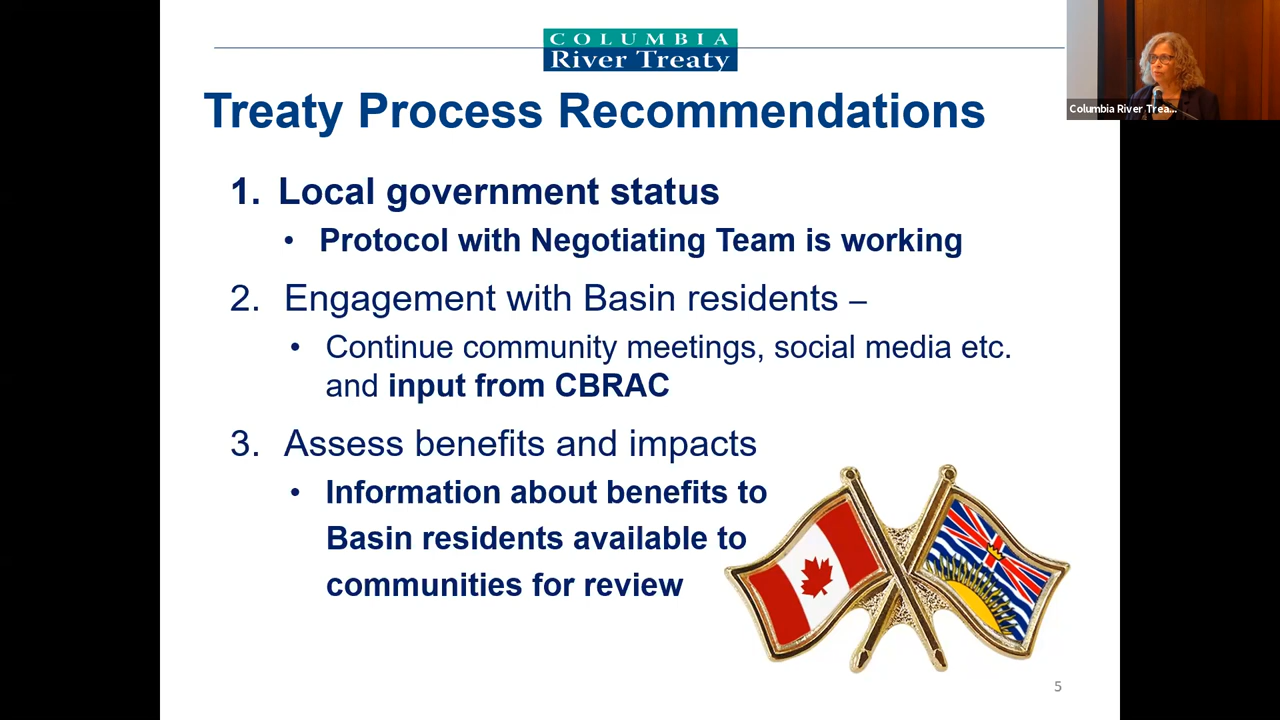 COLUMBIA
River Treaty
Columbia River Trea...
Treaty Process Recommendations
1. Local government status
• Protocol with Negotiating Team is working
2. Engagement with Basin residents –
• Continue community meetings, social media etc.
and input from CBRAC
3. Assess benefits and impacts
• Information about benefits to
Basin residents available to
communities for review
5